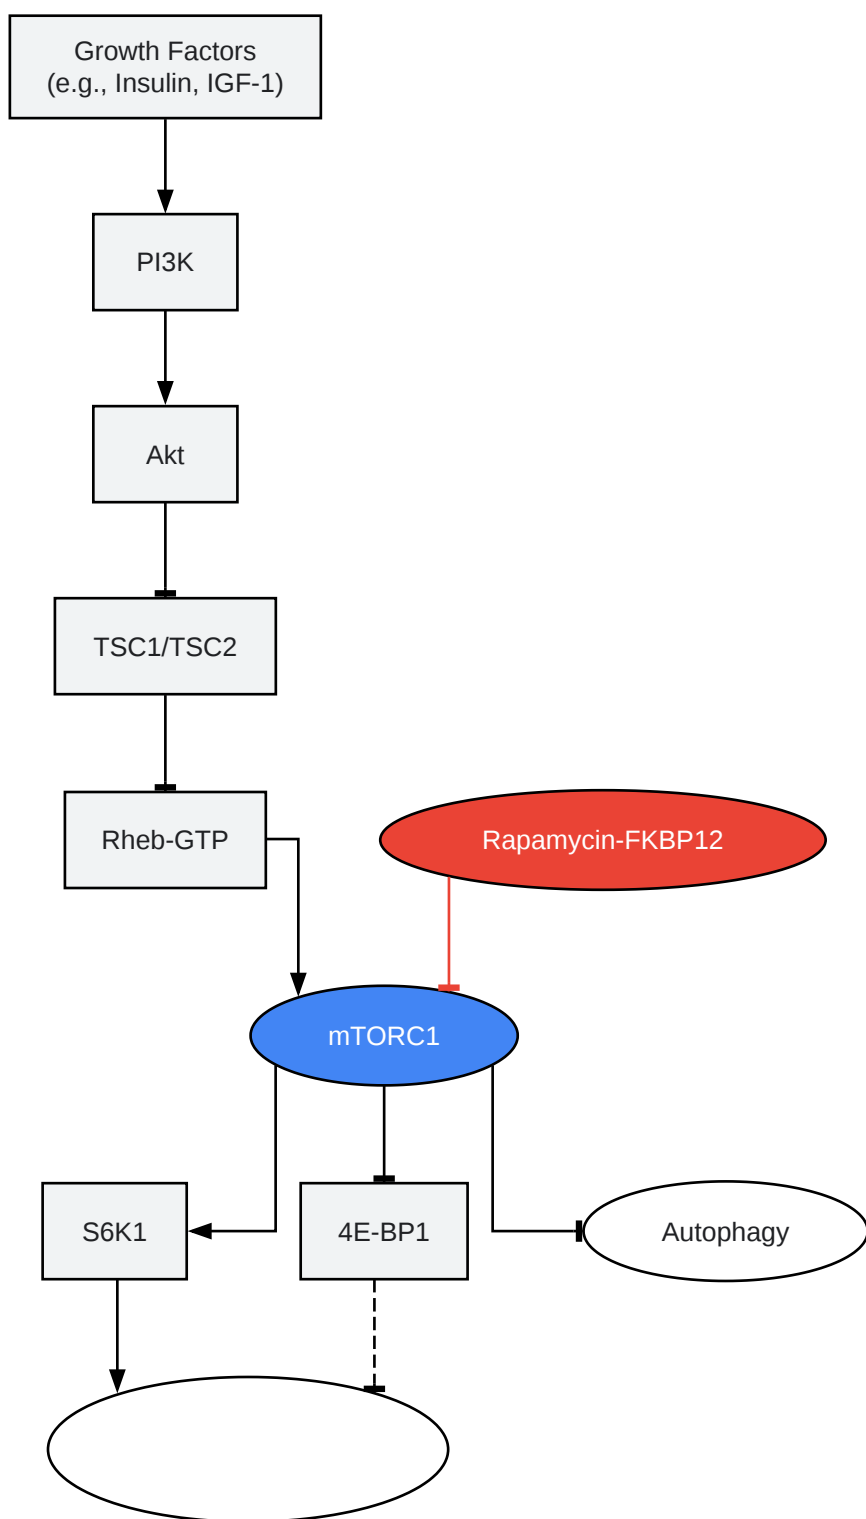 Growth Factors
(e.g., Insulin, IGF-1)
PI3K
Akt
TSC1/TSC2
Rheb-GTP
Rapamycin-FKBP12
mTORC1
S6K1
4E-BP1
Autophagy